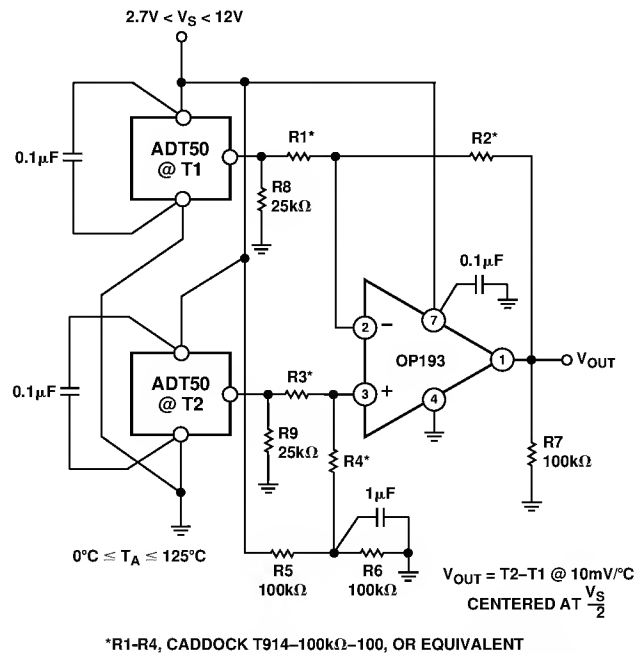 2.7V < VS < 12V
0.1μF
ADT50
@ T1
R1*
R2*
R8
25kΩ
0.1μF
2
−
7
OP193
1
VOUT
0.1μF
ADT50
@ T2
R3*
3
+
4
R9
25kΩ
R4*
R7
100kΩ
1μF
0°C ≤ TA ≤ 125°C
R5
100kΩ
R6
100kΩ
VOUT = T2–T1 @ 10mV/°C
CENTERED AT VS/2
*R1-R4, CADDOCK T914–100kΩ–100, OR EQUIVALENT